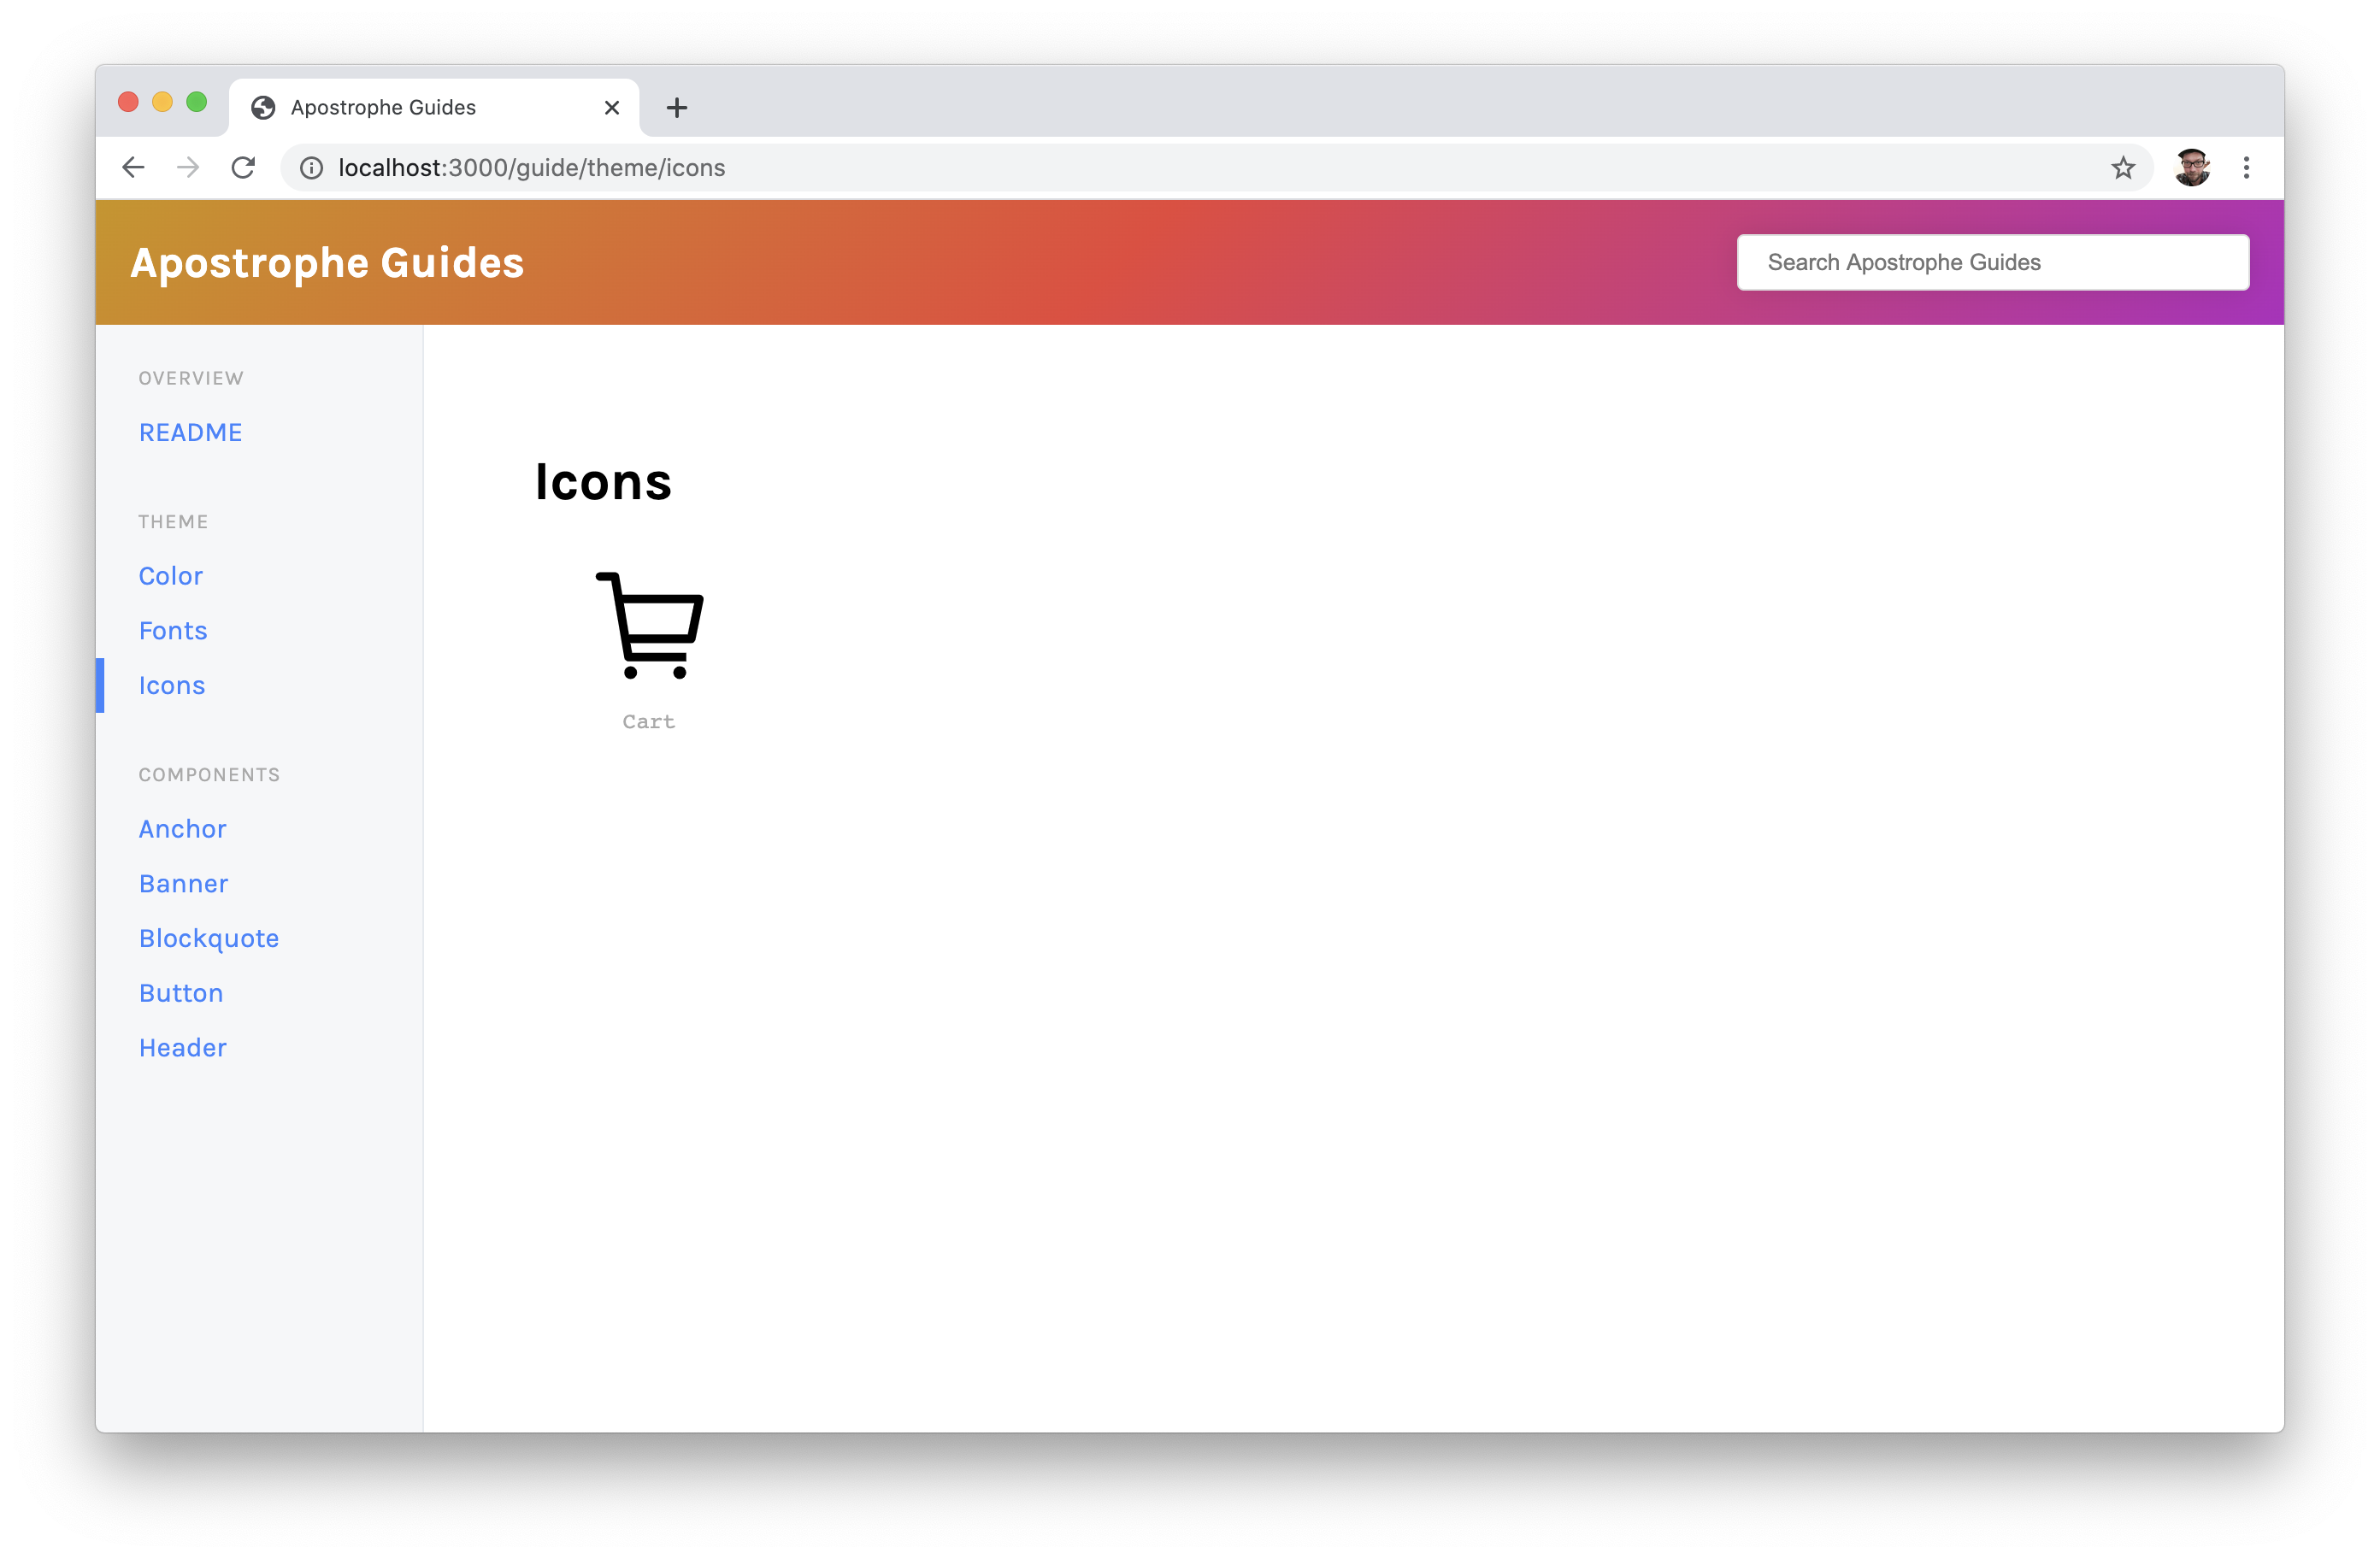 Apostrophe Guides
localhost:3000/guide/theme/icons
Apostrophe Guides
Search Apostrophe Guides
OVERVIEW
README
THEME
Color
Fonts
Icons
COMPONENTS
Anchor
Banner
Blockquote
Button
Header
Icons
Cart